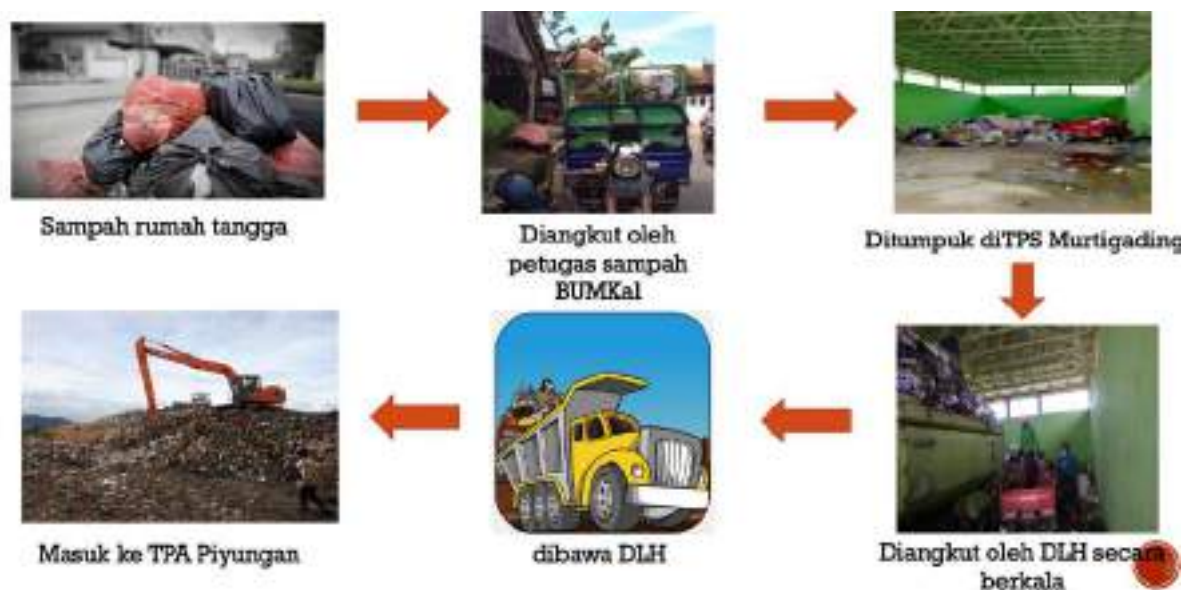 Sampah rumah tangga
Diangkut oleh
petugas sampah
BUMKal
Ditumpuk diTPS Murtigading
Diangkut oleh DLH secara
berkala
dibawa DLH
Masuk ke TPA Piyungan